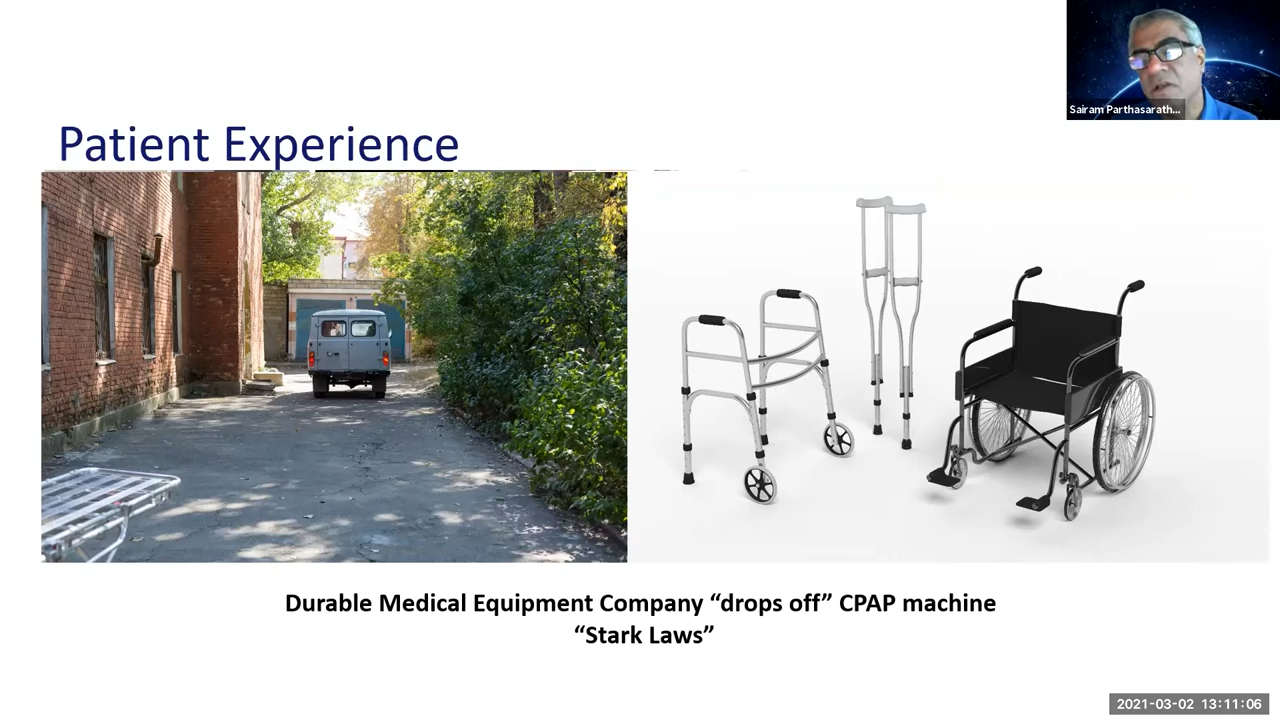 Sairam Parthasarath...
Patient Experience
Durable Medical Equipment Company “drops off” CPAP machine
“Stark Laws”
2021-03-02 13:11:06